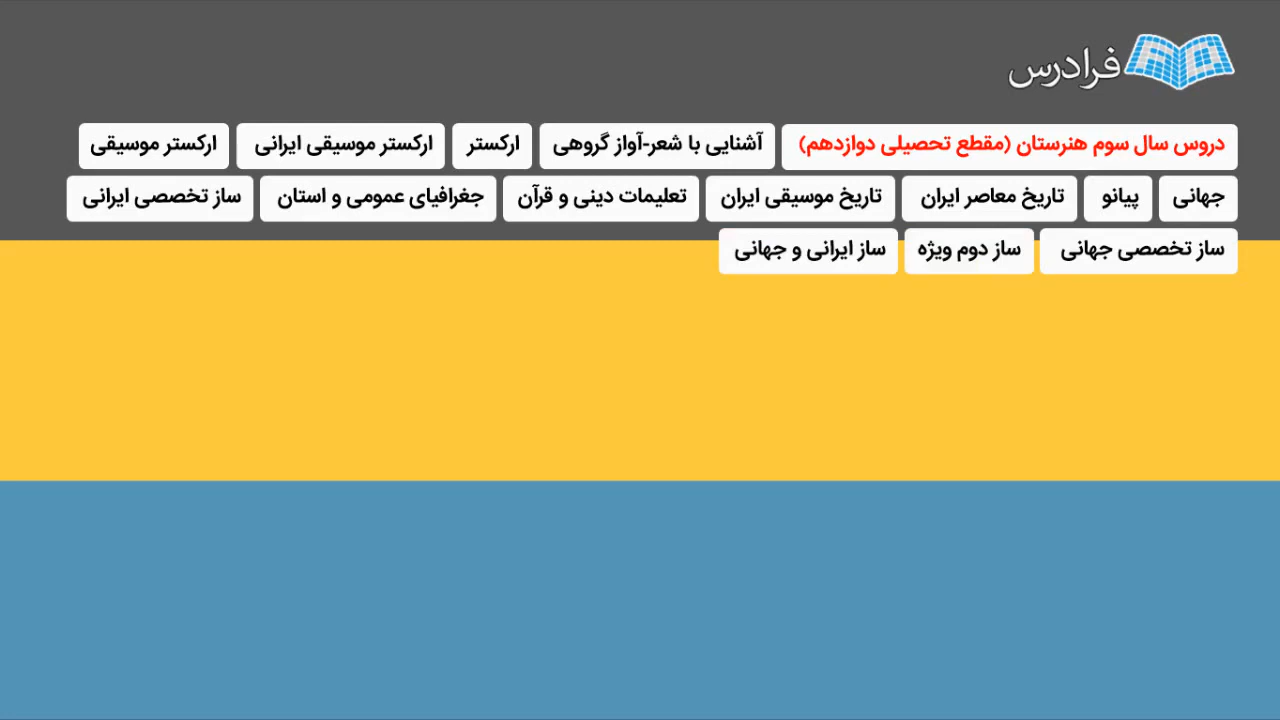 فرادرس
دروس سال سوم هنرستان (مقطع تحصیلی دوازدهم) آشنایی با شعر-آواز گروهی ارکستر ارکستر موسیقی ایرانی ارکستر موسیقی
جهانی پیانو تاریخ معاصر ایران تاریخ موسیقی ایران تعلیمات دینی و قرآن جغرافیای عمومی و استان ساز تخصصی ایرانی
ساز تخصصی جهانی ساز دوم ویژه ساز ایرانی و جهانی